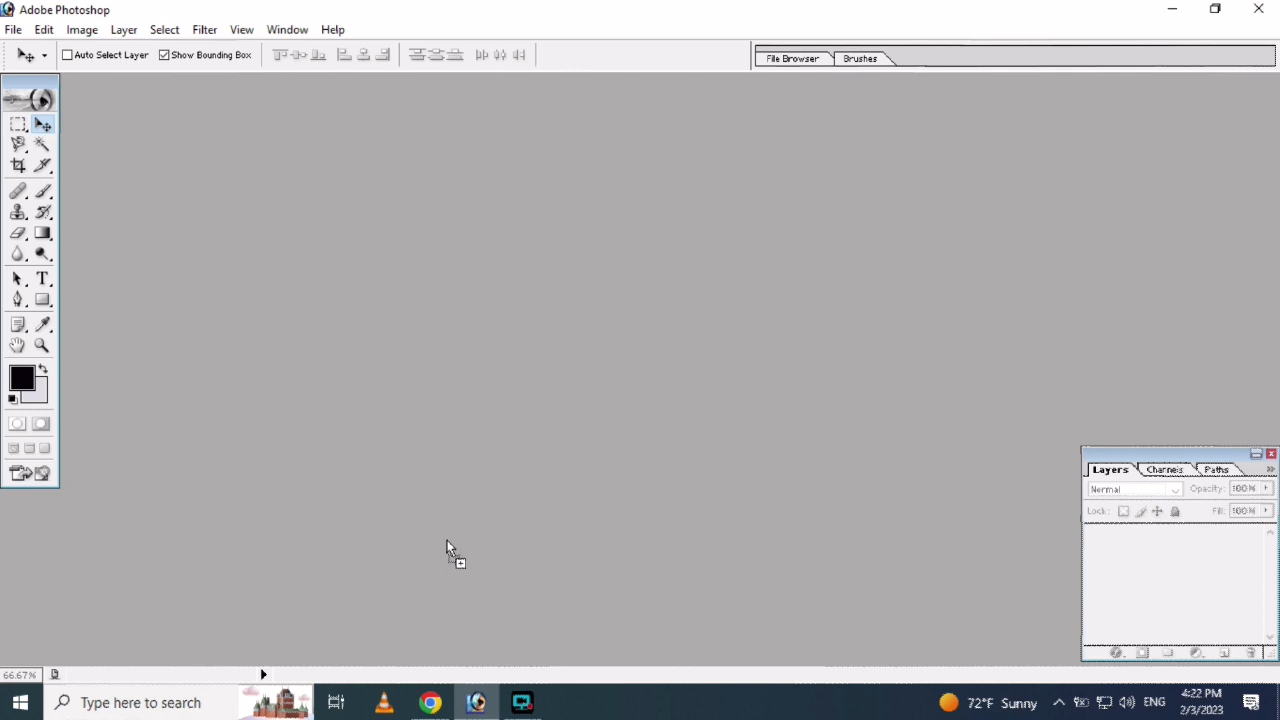 Adobe Photoshop
File Edit Image Layer Select Filter View Window Help
Auto Select Layer Show Bounding Box File Browser Brushes
T
Layers Channels Paths
Normal Opacity: 100%
Lock: Fill: 100%
66.67%
Type here to search 72°F Sunny ENG 4:22 PM
2/3/2023